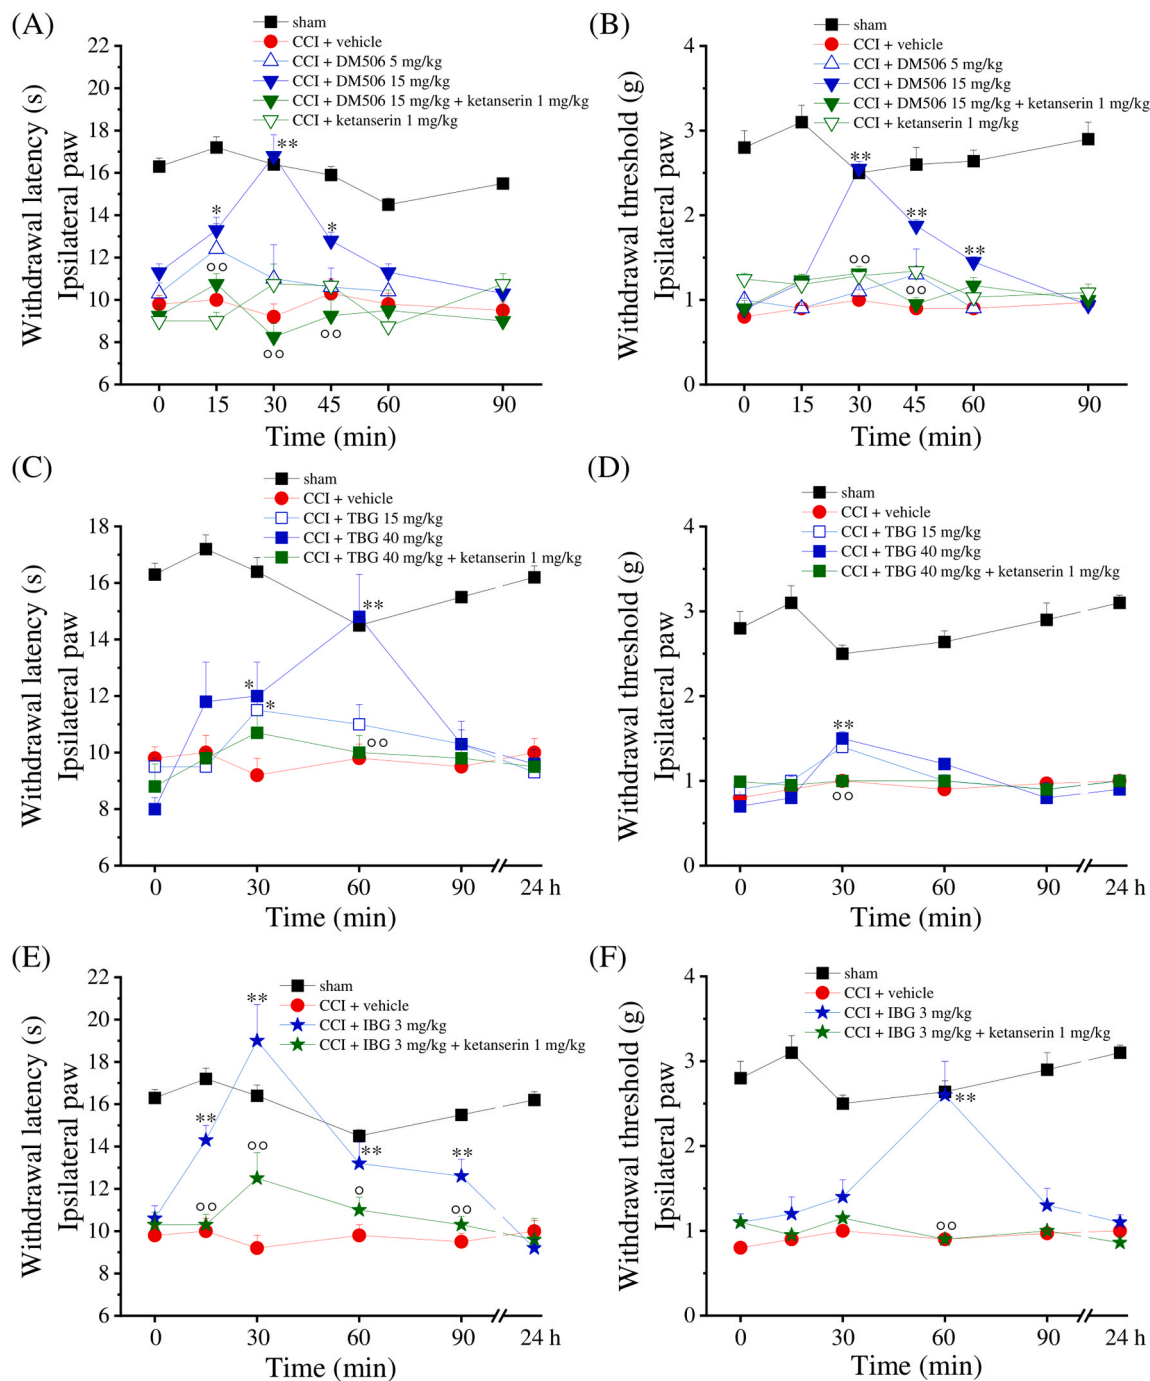 (A)
sham
CCI + vehicle
CCI + DM506 5 mg/kg
CCI + DM506 15 mg/kg
CCI + DM506 15 mg/kg + ketanserin 1 mg/kg
CCI + ketanserin 1 mg/kg
Withdrawal latency (s)
Ipsilateral paw
22
20
18
16
14
12
10
8
6
**
*
*
°°
°°
°°
0 15 30 45 60 90
Time (min)
(B)
sham
CCI + vehicle
CCI + DM506 5 mg/kg
CCI + DM506 15 mg/kg
CCI + DM506 15 mg/kg + ketanserin 1 mg/kg
CCI + ketanserin 1 mg/kg
Withdrawal threshold (g)
Ipsilateral paw
4
3
2
1
0
**
**
**
°°
°°
0 15 30 45 60 90
Time (min)
(C)
sham
CCI + vehicle
CCI + TBG 15 mg/kg
CCI + TBG 40 mg/kg
CCI + TBG 40 mg/kg + ketanserin 1 mg/kg
Withdrawal latency (s)
Ipsilateral paw
18
16
14
12
10
8
6
**
*
*
°°
0 30 60 90 24 h
Time (min)
(D)
sham
CCI + vehicle
CCI + TBG 15 mg/kg
CCI + TBG 40 mg/kg
CCI + TBG 40 mg/kg + ketanserin 1 mg/kg
Withdrawal threshold (g)
Ipsilateral paw
4
3
2
1
0
**
°°
0 30 60 90 24 h
Time (min)
(E)
sham
CCI + vehicle
CCI + IBG 3 mg/kg
CCI + IBG 3 mg/kg + ketanserin 1 mg/kg
Withdrawal latency (s)
Ipsilateral paw
22
20
18
16
14
12
10
8
6
**
**
**
**
°°
°°
°
°°
0 30 60 90 24 h
Time (min)
(F)
sham
CCI + vehicle
CCI + IBG 3 mg/kg
CCI + IBG 3 mg/kg + ketanserin 1 mg/kg
Withdrawal threshold (g)
Ipsilateral paw
4
3
2
1
0
**
°°
0 30 60 90 24 h
Time (min)